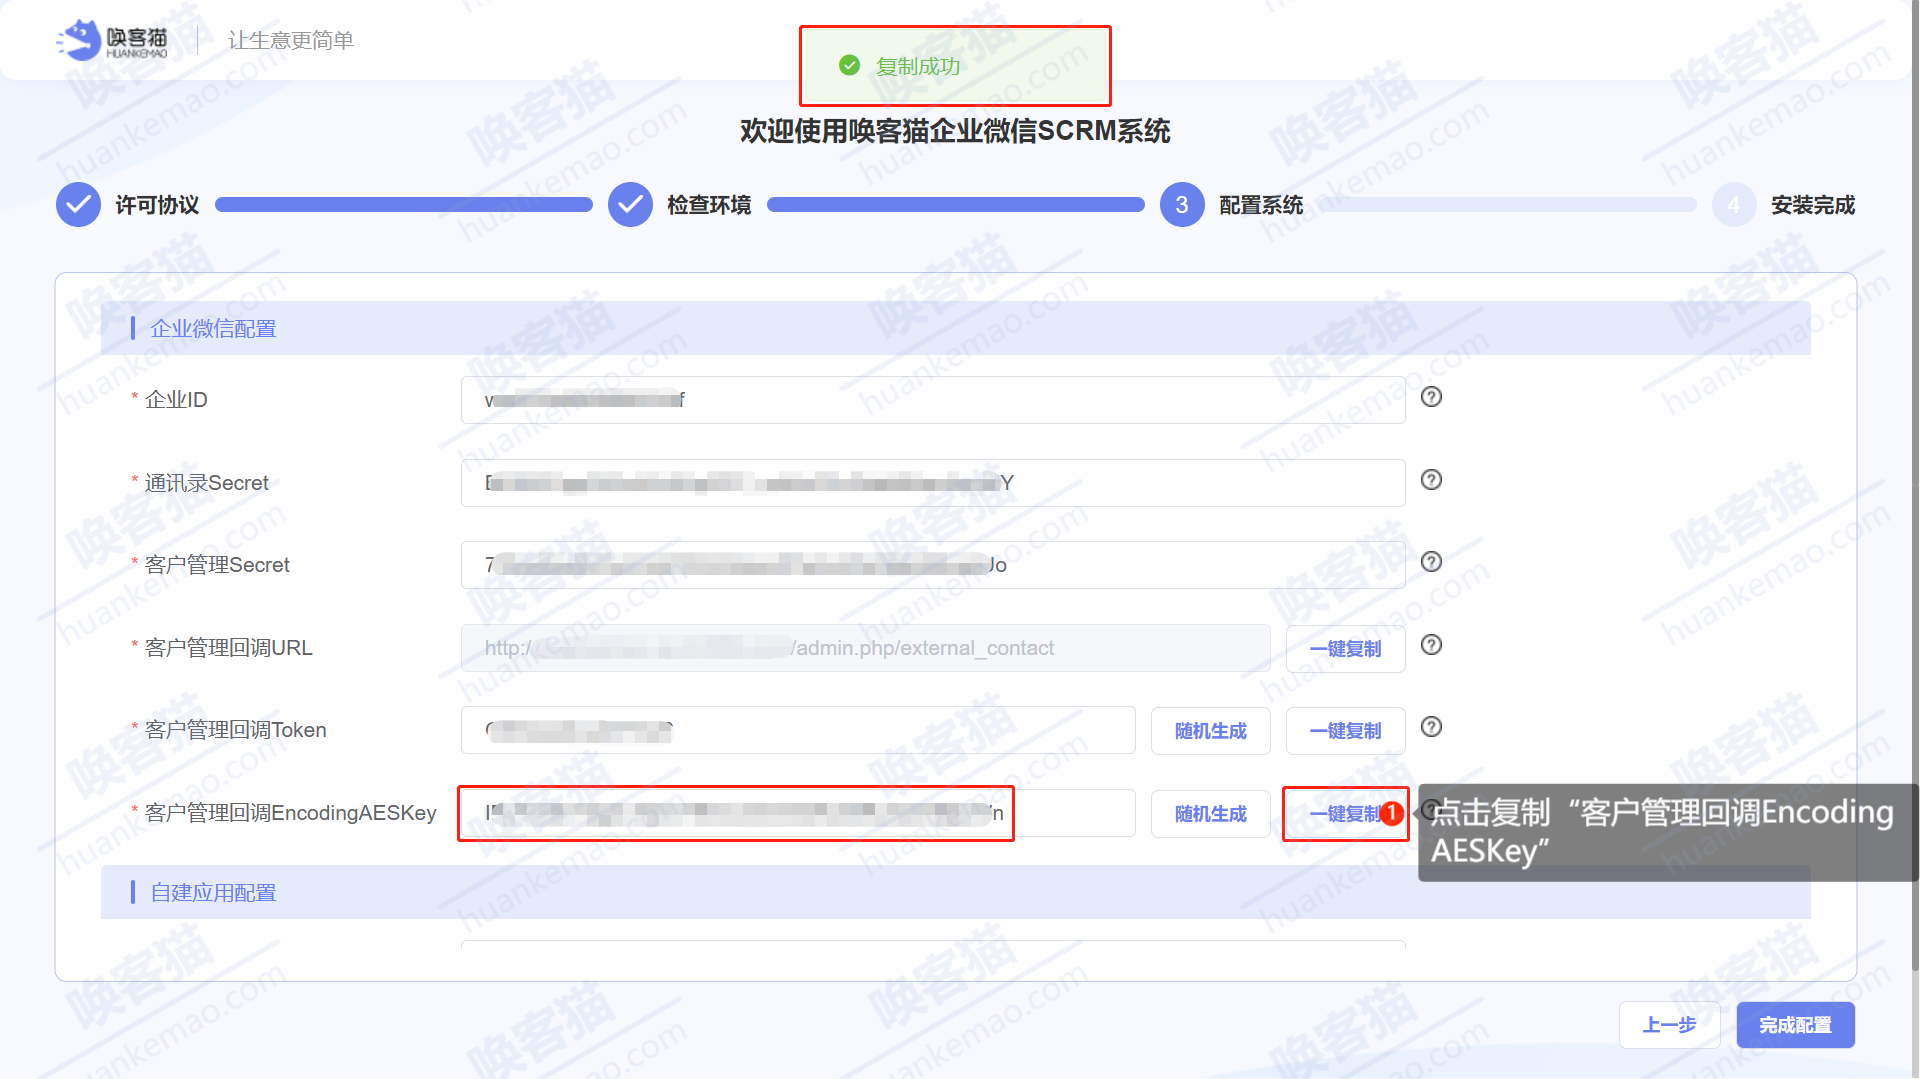 唤客猫
HUANKEMAO
让生意更简单
复制成功
欢迎使用唤客猫企业微信SCRM系统
许可协议
检查环境
3 配置系统
4 安装完成
企业微信配置
* 企业ID
* 通讯录Secret
Y
* 客户管理Secret
7 Jo
* 客户管理回调URL
http:/ /admin.php/external_contact
一键复制
* 客户管理回调Token
随机生成
一键复制
* 客户管理回调EncodingAESKey
n
随机生成
一键复制 1
点击复制“客户管理回调Encoding
AESKey”
自建应用配置
上一步
完成配置
唤客猫
huankemao.com